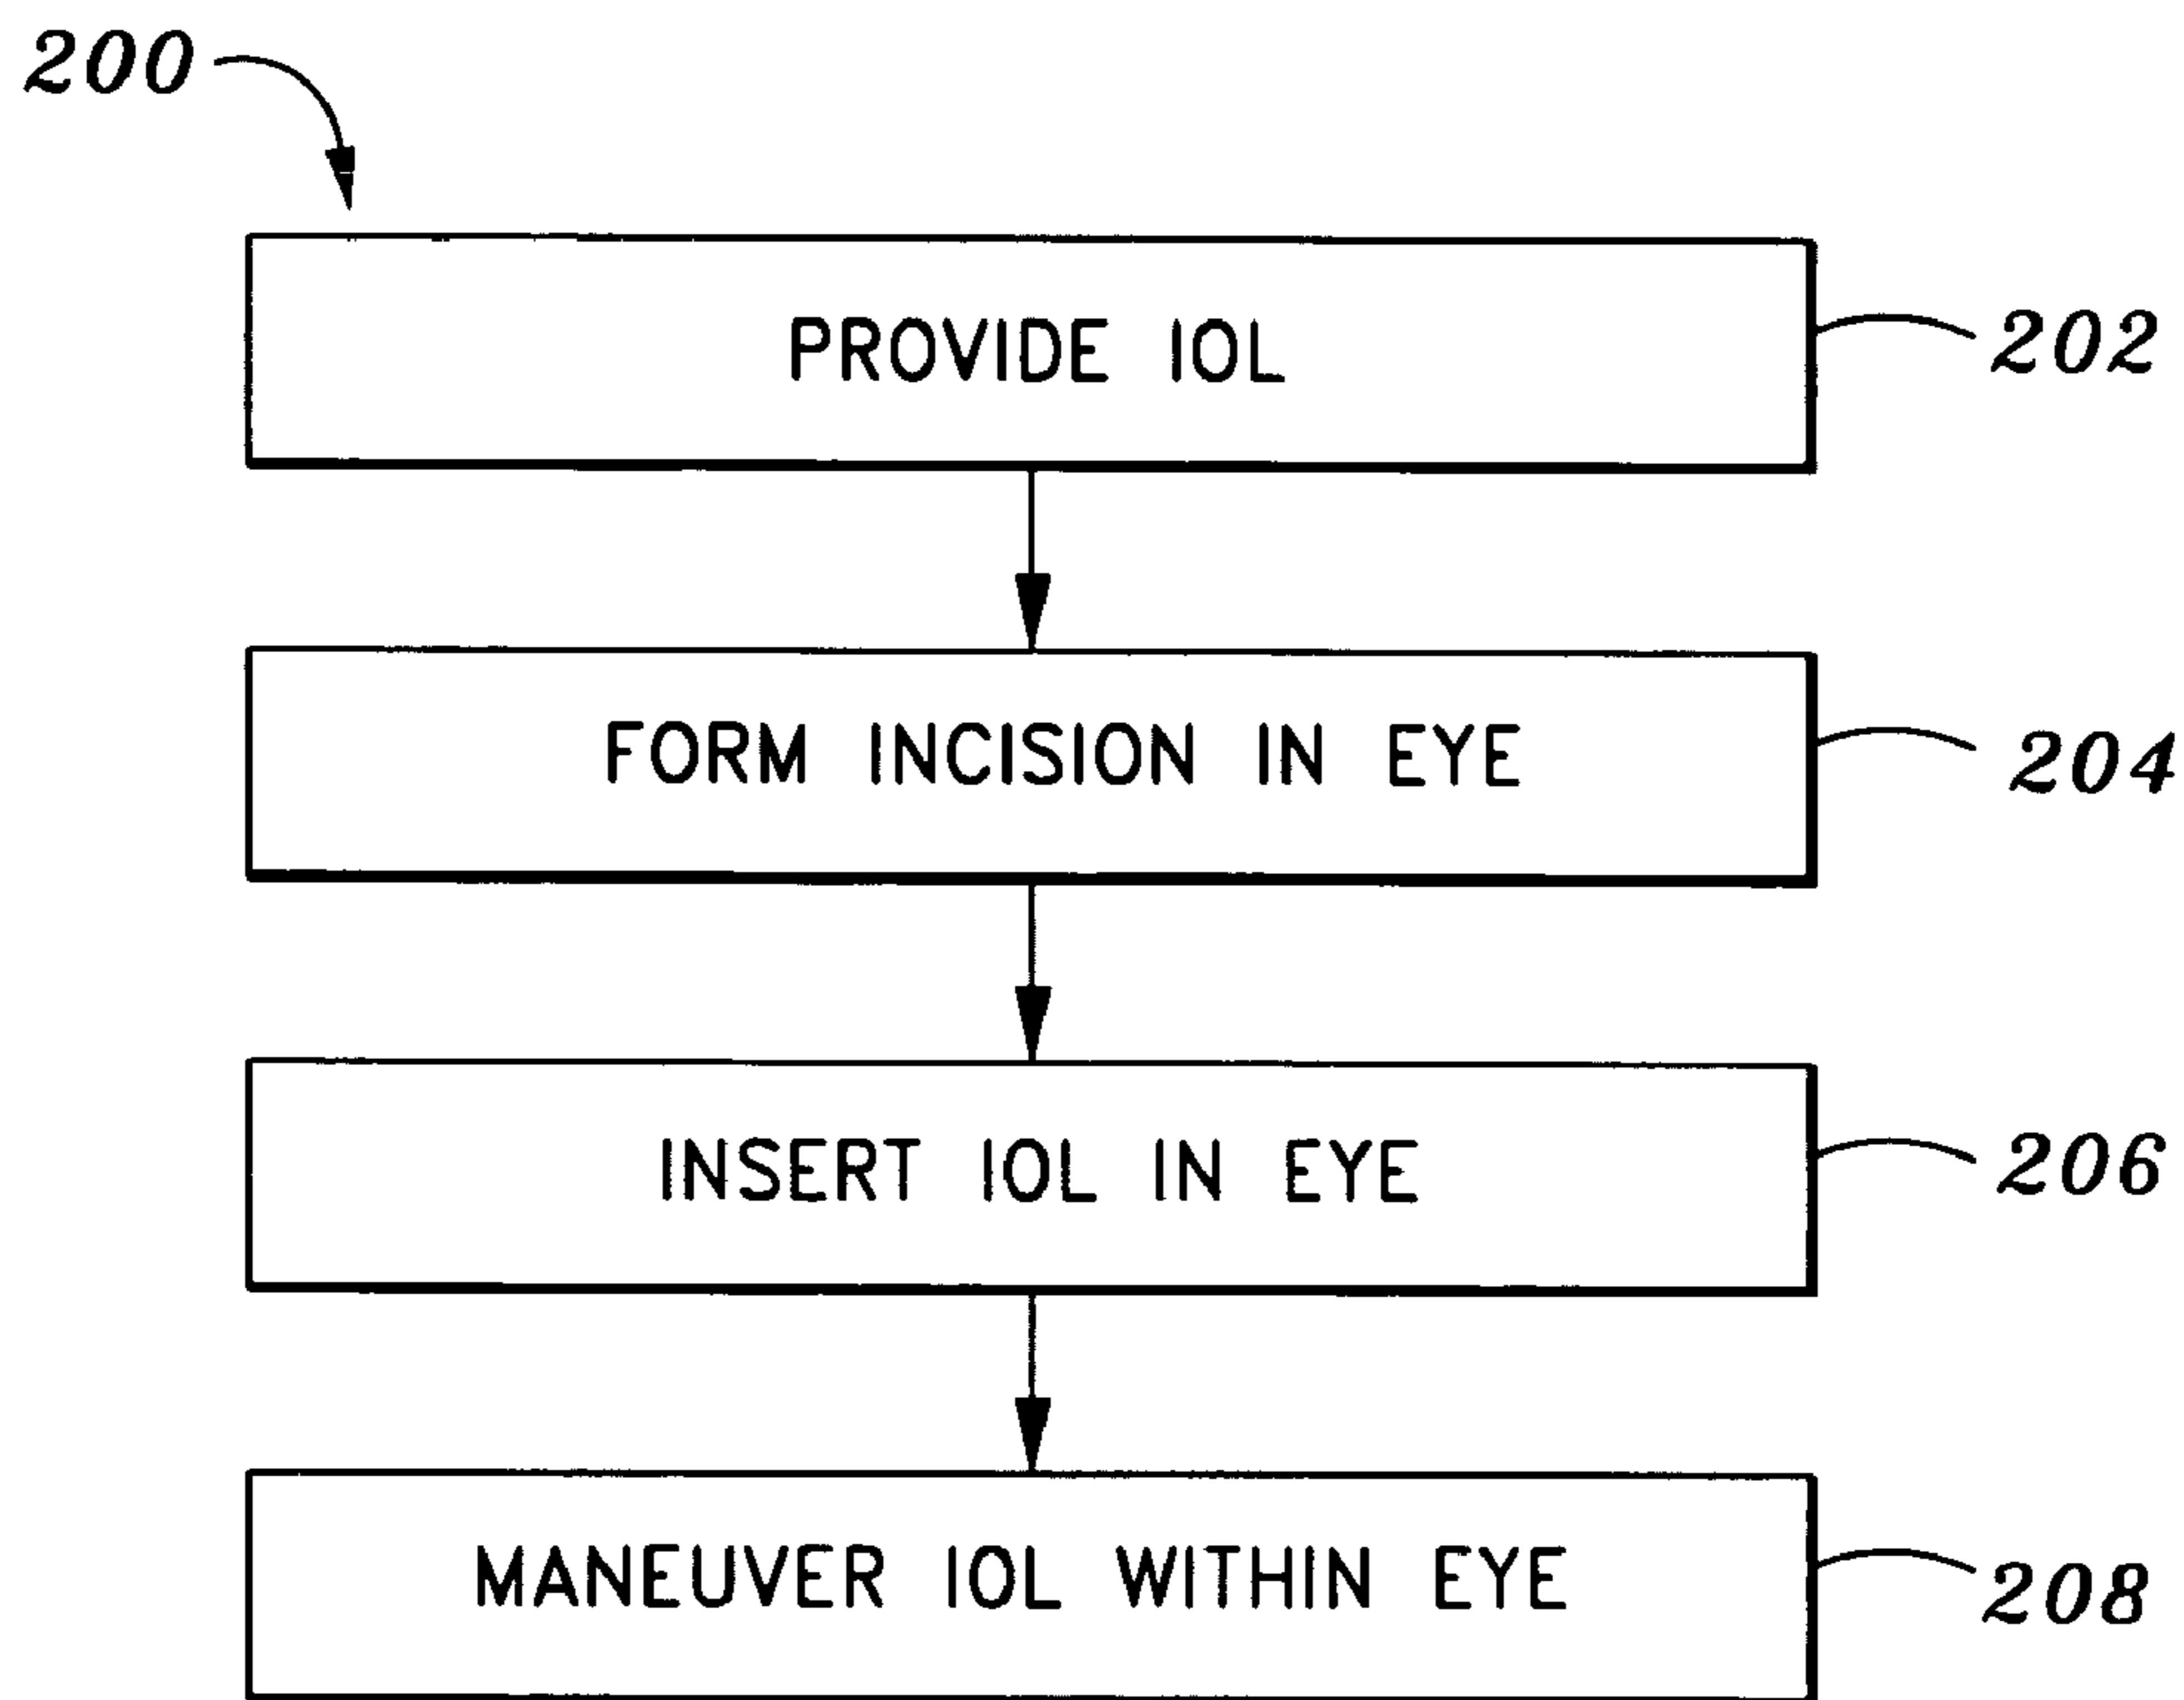 200
PROVIDE IOL
202
FORM INCISION IN EYE
204
INSERT IOL IN EYE
206
MANEUVER IOL WITHIN EYE
208